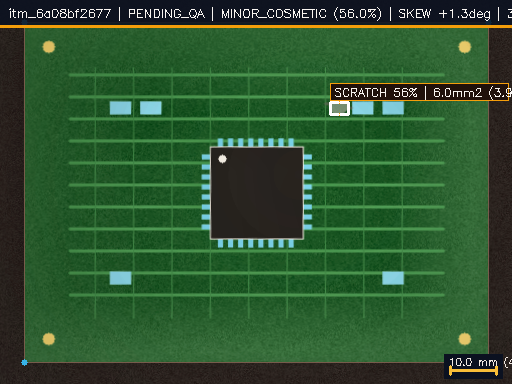 itm_6a08bf2677 | PENDING_QA | MINOR_COSMETIC (56.0%) | SKEW +1.3deg | 3
SCRATCH 56% | 6.0mm2 (3.9
10.0 mm (4